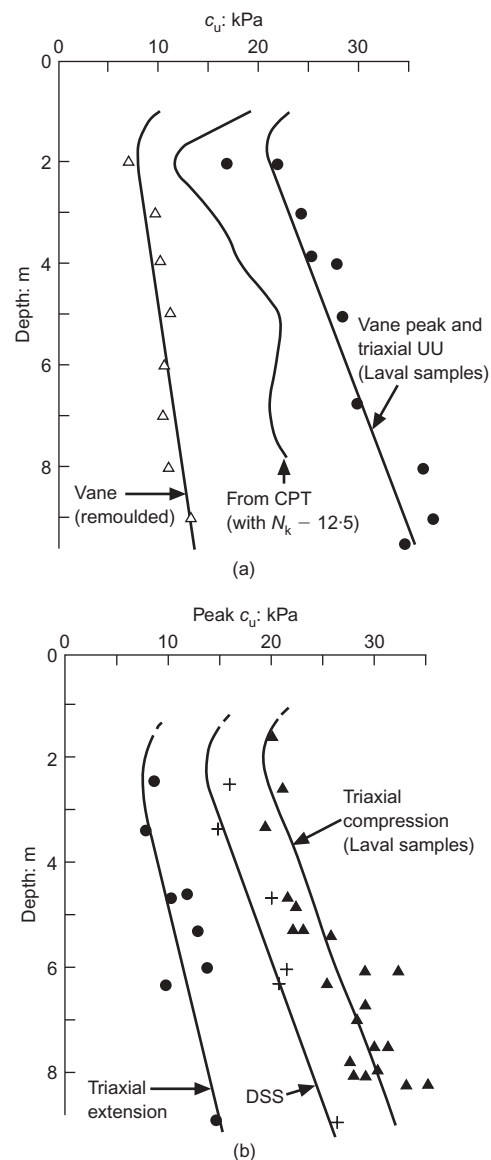 c_u: kPa
0 10 20 30
0
2
4
6
8
Depth: m
Vane peak and
triaxial UU
(Laval samples)
Vane
(remoulded)
From CPT
(with N_k – 12·5)
(a)
Peak c_u: kPa
0 10 20 30
0
2
4
6
8
Depth: m
Triaxial
compression
(Laval samples)
Triaxial
extension
DSS
(b)